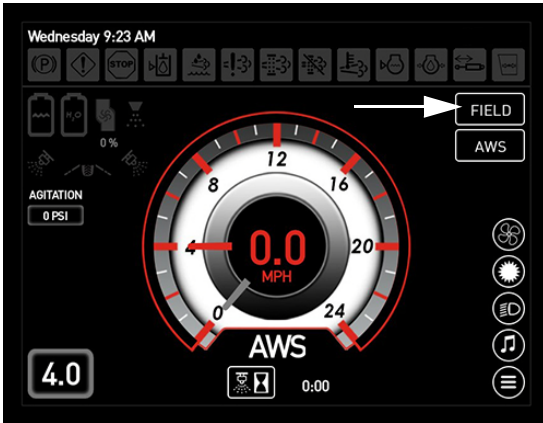 Wednesday 9:23 AM
STOP
FIELD
AWS
H₂O
0 %
AGITATION
0 PSI
0
4
8
12
16
20
24
0.0
MPH
AWS
4.0
0:00